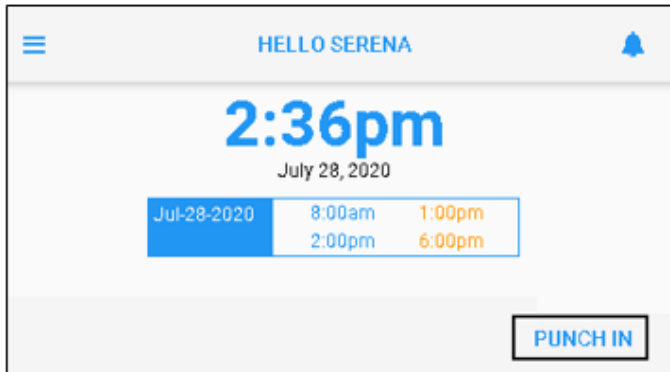 HELLO SERENA
2:36pm
July 28, 2020
Jul-28-2020 8:00am 1:00pm
2:00pm 6:00pm
PUNCH IN